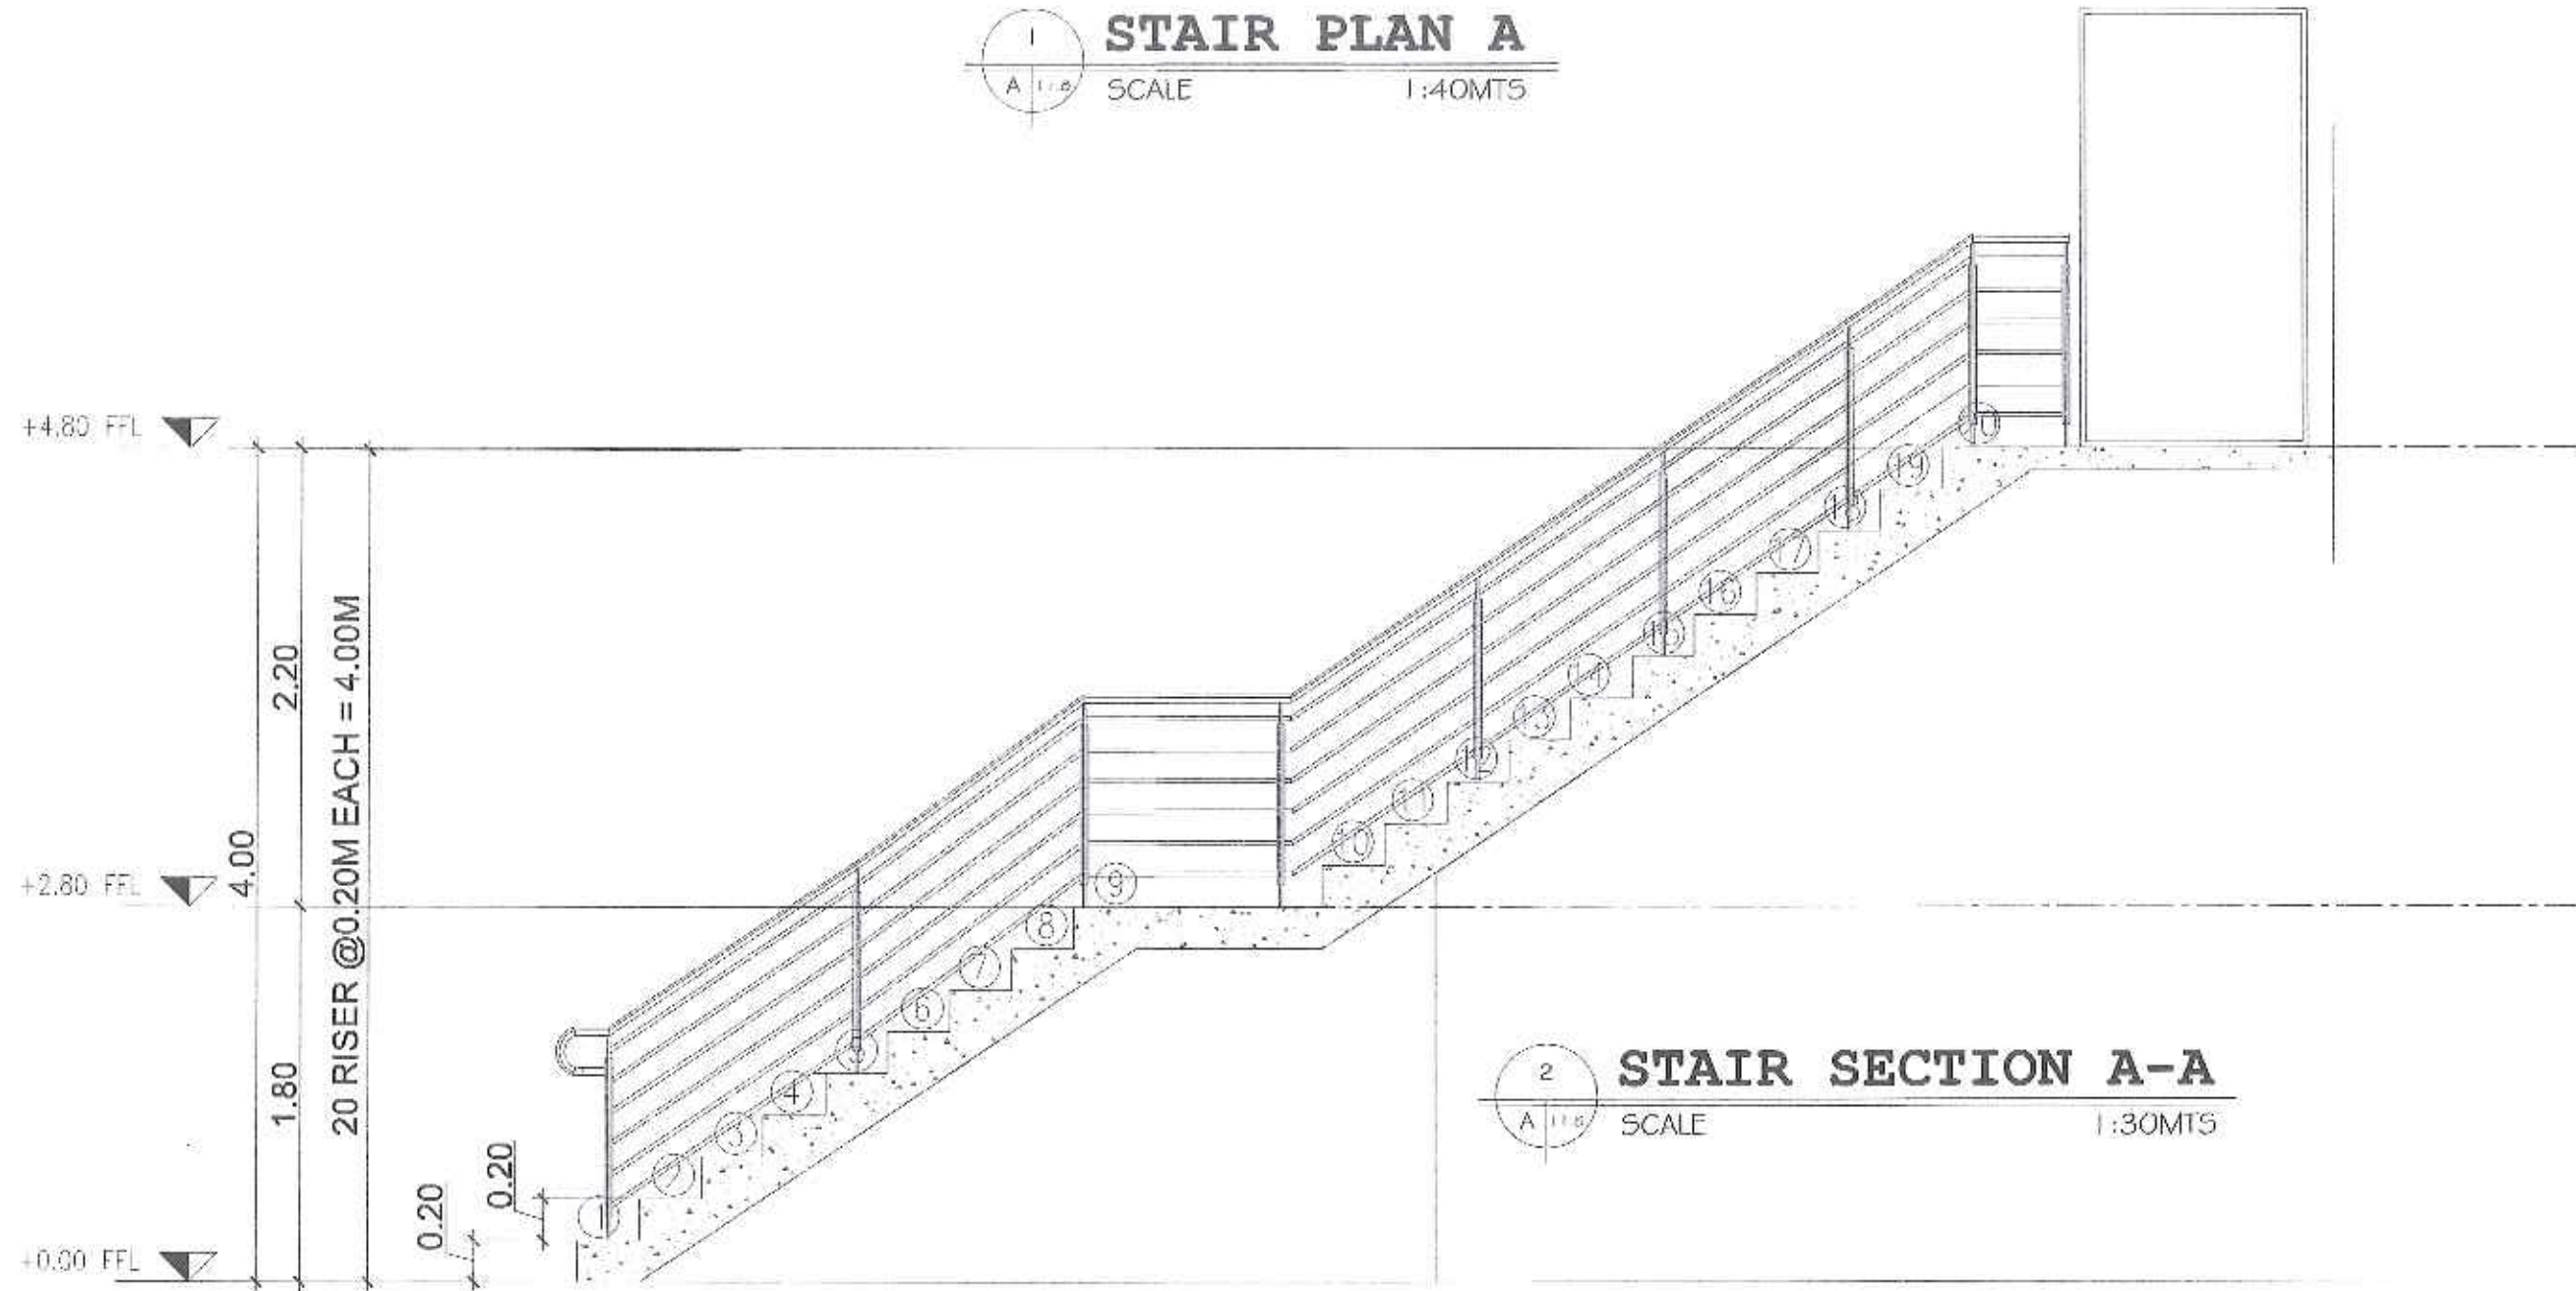 1
STAIR PLAN A
A
SCALE 1:40MTS
+4.80 FFL
2.20
20 RISER @0.20M EACH = 4.00M
4.00
+2.80 FFL
1.80
0.20
0.20
+0.00 FFL
1
2
3
4
5
6
7
8
9
10
11
12
13
14
15
16
17
18
19
20
2
STAIR SECTION A-A
A
SCALE 1:30MTS